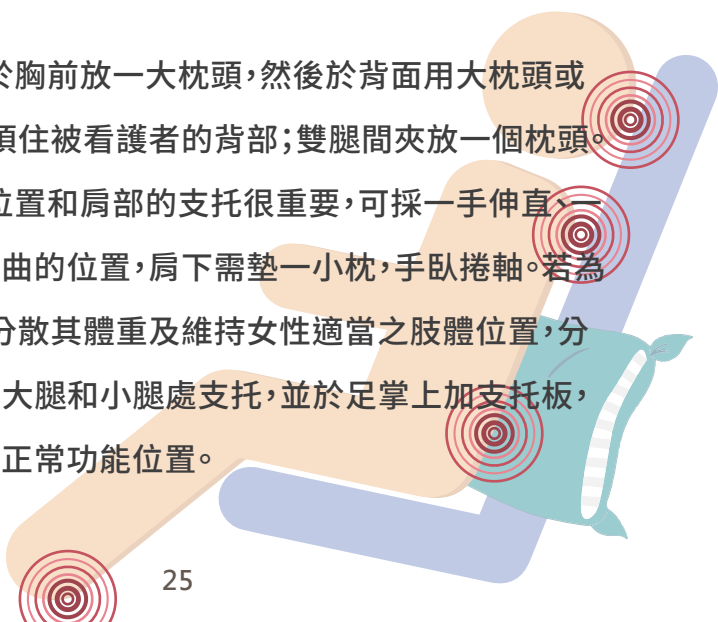 於胸前放一大枕頭，然後於背面用大枕頭或
頂住被看護者的背部；雙腿間夾放一個枕頭。
位置和肩部的支托很重要，可採一手伸直、一
曲的位置，肩下需墊一小枕，手臥捲軸。若為
分散其體重及維持女性適當之肢體位置，分
大腿和小腿處支托，並於足掌上加支托板，
正常功能位置。
25